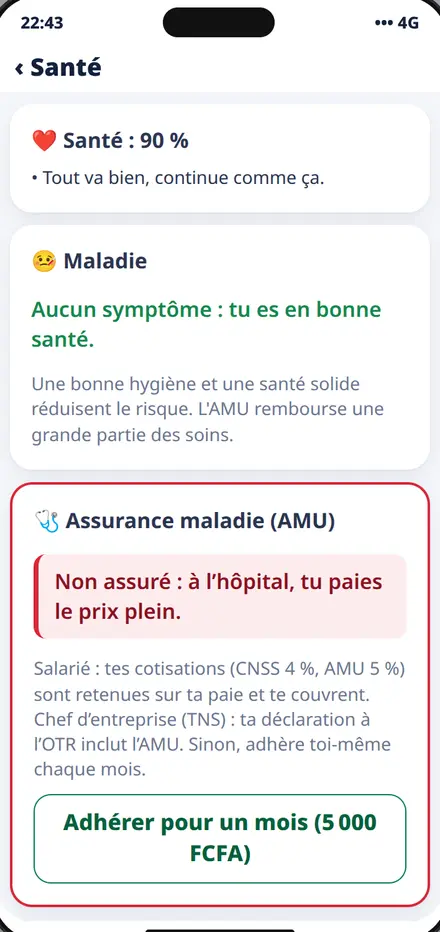 22:43
••• 4G
‹ Santé
❤️ Santé : 90 %
• Tout va bien, continue comme ça.
🤒 Maladie
Aucun symptôme : tu es en bonne
santé.
Une bonne hygiène et une santé solide
réduisent le risque. L'AMU rembourse une
grande partie des soins.
🩺 Assurance maladie (AMU)
Non assuré : à l’hôpital, tu paies
le prix plein.
Salarié : tes cotisations (CNSS 4 %, AMU 5 %)
sont retenues sur ta paie et te couvrent.
Chef d’entreprise (TNS) : ta déclaration à
l’OTR inclut l’AMU. Sinon, adhère toi-même
chaque mois.
Adhérer pour un mois (5 000
FCFA)